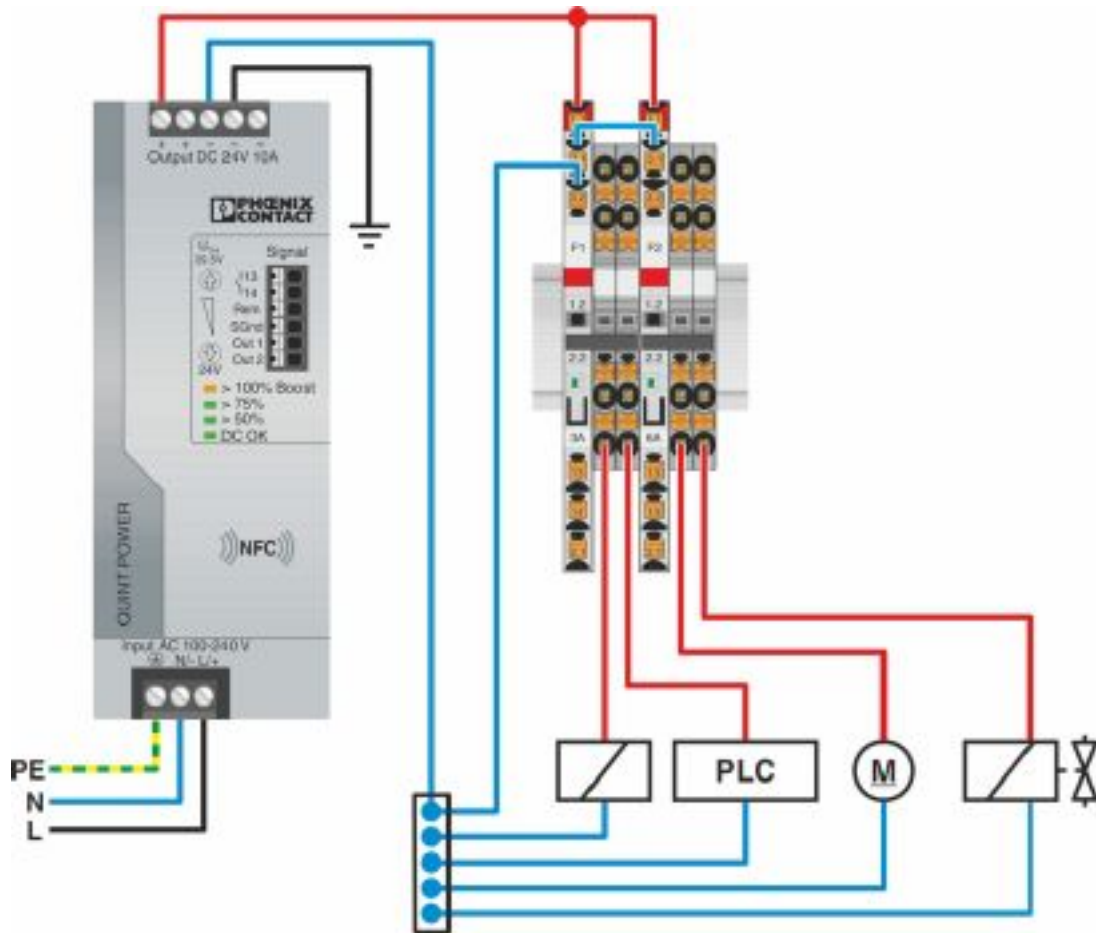 + + − − −
Output DC 24V 10A
PHŒNIX
CONTACT
Signal
13
14
24V
Rem
SGnd
Out 1
Out 2
> 100% Boost
> 75%
> 50%
DC OK
QUINT POWER
NFC
Input AC 100-240 V
N/- L/+
PE
N
L
F1
F2
1.2
1.2
2.2
2.2
3A
6A
PLC
M